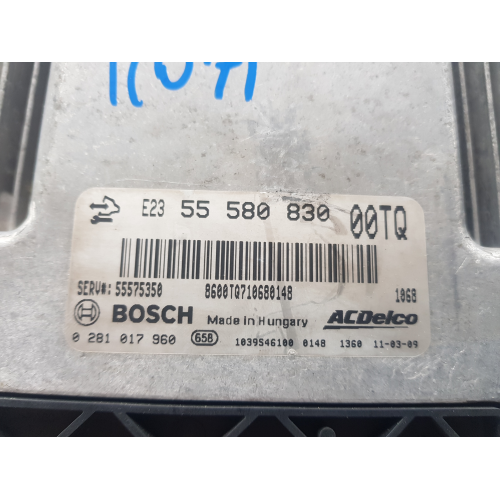 E23 55 580 830 00TQ
SERV#: 55575350 8600TQ710680148 1068
BOSCH Made in Hungary ACDelco
0 281 017 960 658 1039S46100 0148 1360 11-03-09